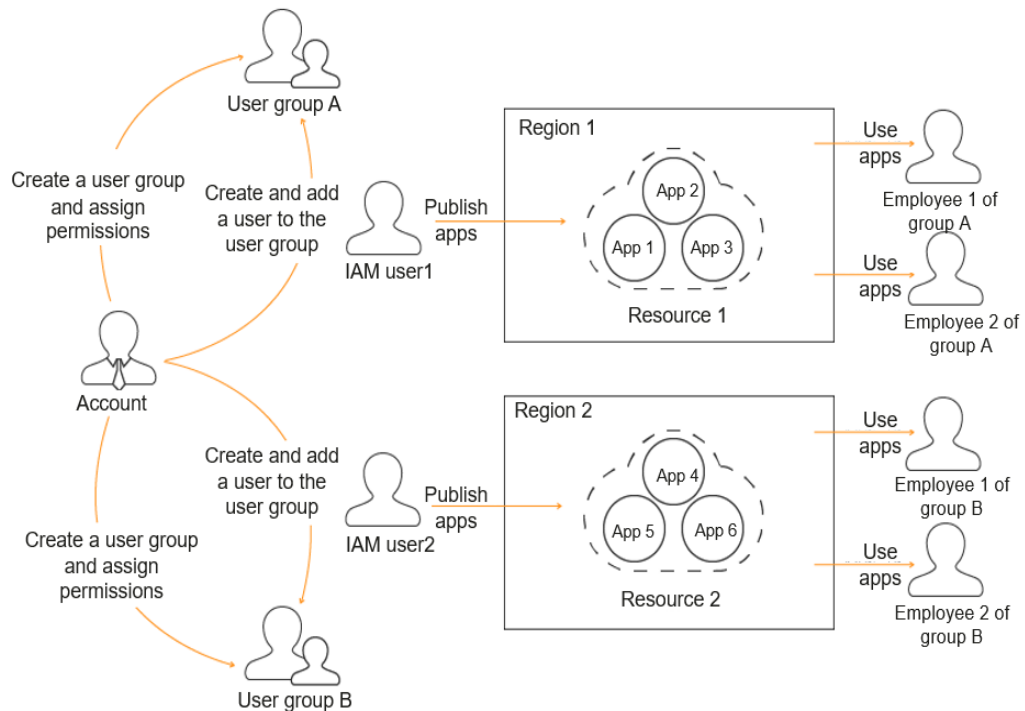 User group A
Create a user group
and assign
permissions
Create and add
a user to the
user group
IAM user1
Publish
apps
Region 1
App 2
App 1
App 3
Resource 1
Use
apps
Employee 1 of
group A
Use
apps
Employee 2 of
group A
Account
Create and add
a user to the
user group
IAM user2
Publish
apps
Region 2
App 4
App 5
App 6
Resource 2
Use
apps
Employee 1 of
group B
Use
apps
Employee 2 of
group B
Create a user group
and assign
permissions
User group B